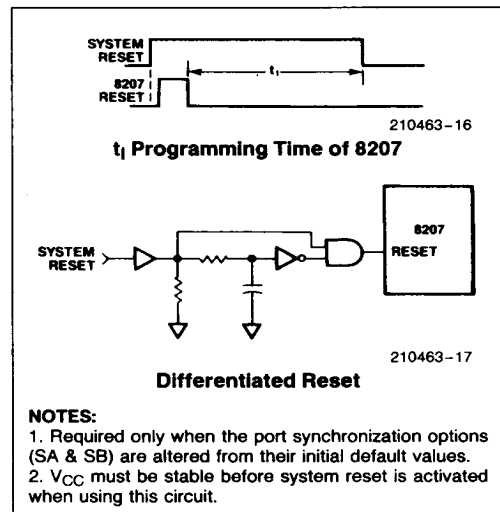 SYSTEM
RESET
t₁
8207
RESET
210463–16
tI Programming Time of 8207
8207
SYSTEM
RESET
RESET
210463–17
Differentiated Reset
NOTES:
1. Required only when the port synchronization options
(SA & SB) are altered from their initial default values.
2. VCC must be stable before system reset is activated
when using this circuit.